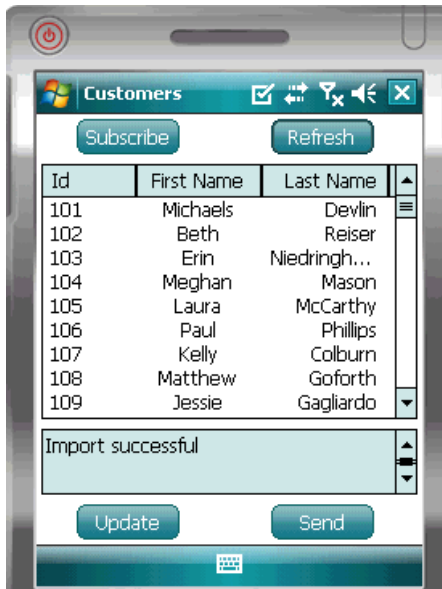 Customers
Subscribe Refresh
Id First Name Last Name
101 Michaels Devlin
102 Beth Reiser
103 Erin Niedringh...
104 Meghan Mason
105 Laura McCarthy
106 Paul Phillips
107 Kelly Colburn
108 Matthew Goforth
109 Jessie Gagliardo
Import successful
Update Send